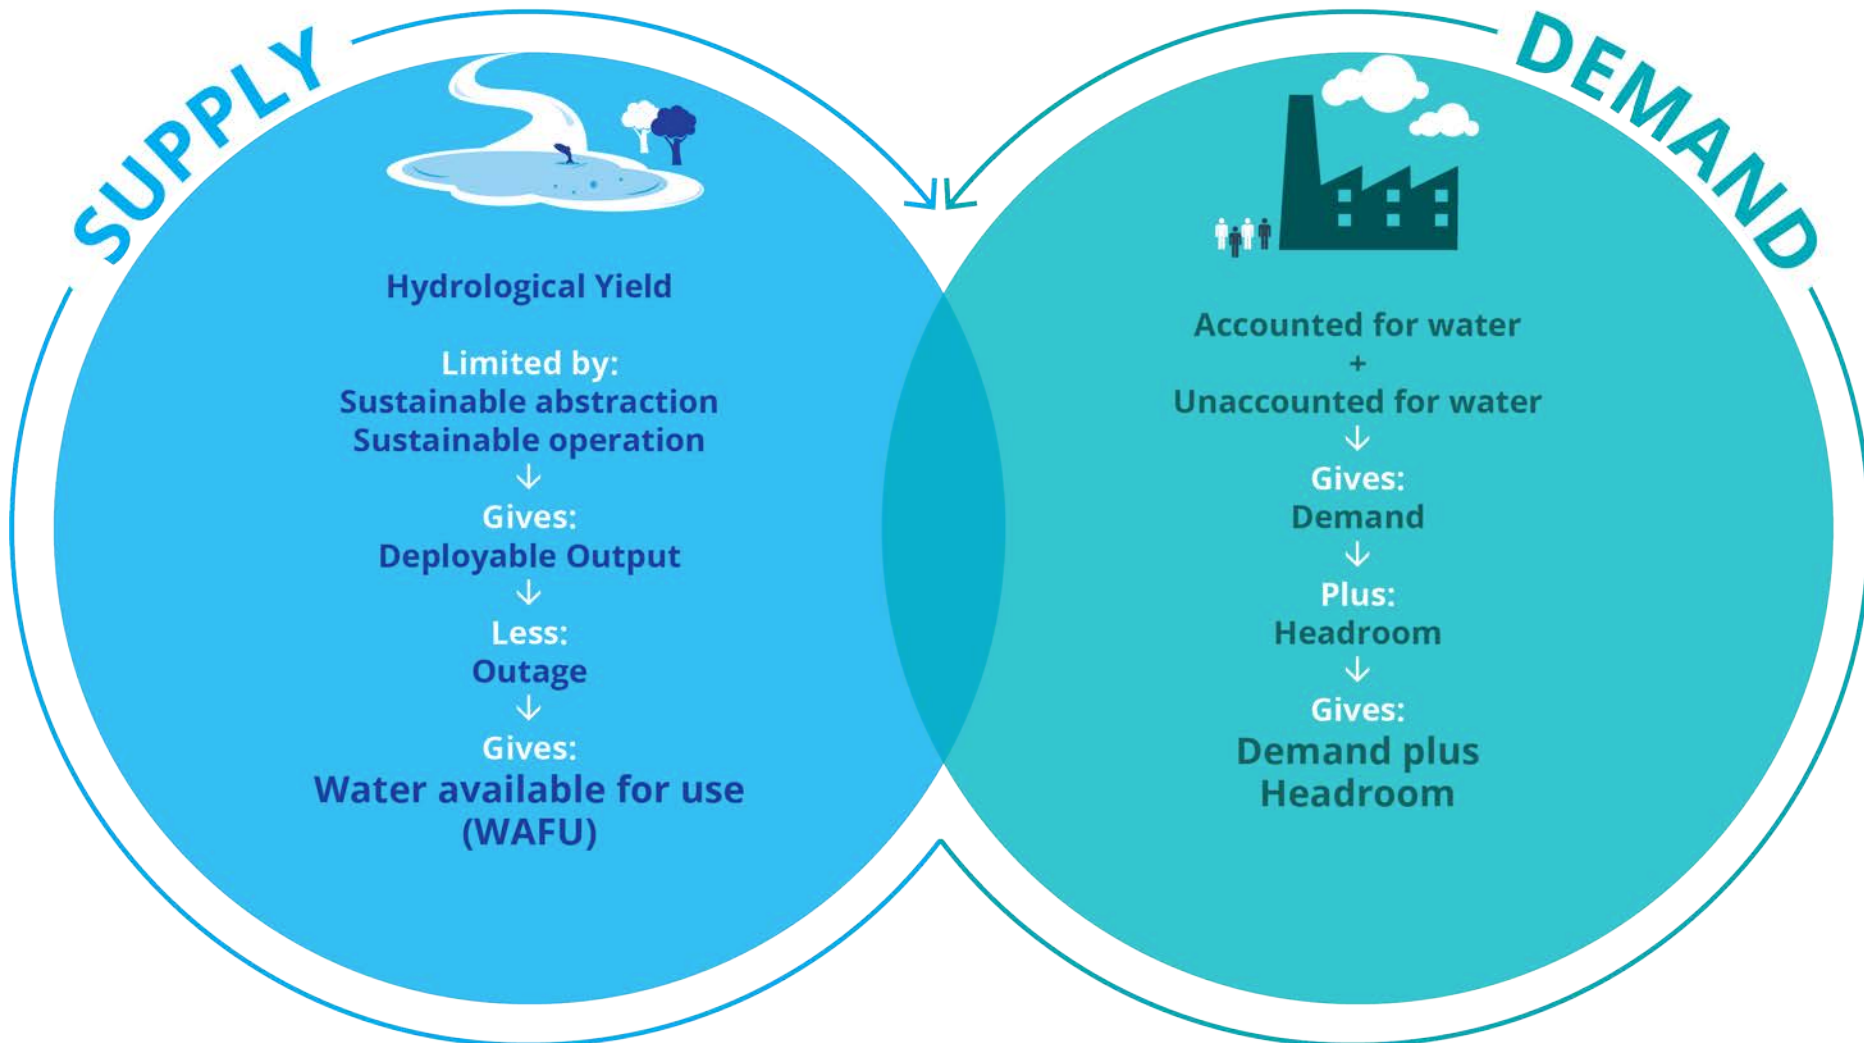 SUPPLY
Hydrological Yield
Limited by:
Sustainable abstraction
Sustainable operation
↓
Gives:
Deployable Output
↓
Less:
Outage
↓
Gives:
Water available for use
(WAFU)
DEMAND
Accounted for water
+
Unaccounted for water
↓
Gives:
Demand
↓
Plus:
Headroom
↓
Gives:
Demand plus
Headroom